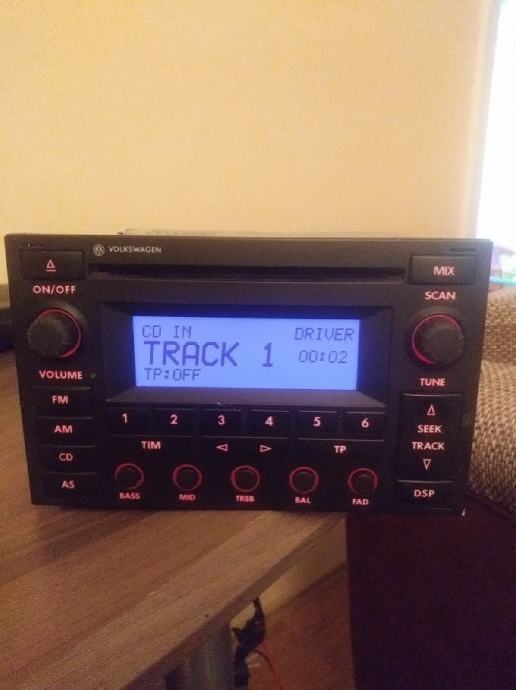 VOLKSWAGEN
MIX
ON/OFF
SCAN
CD IN DRIVER
TRACK 1 00:02
TP:OFF
VOLUME
TUNE
FM
AM
CD
AS
1 2 3 4 5 6
TIM TP
SEEK
TRACK
DSP
BASS MID TREB BAL FAD